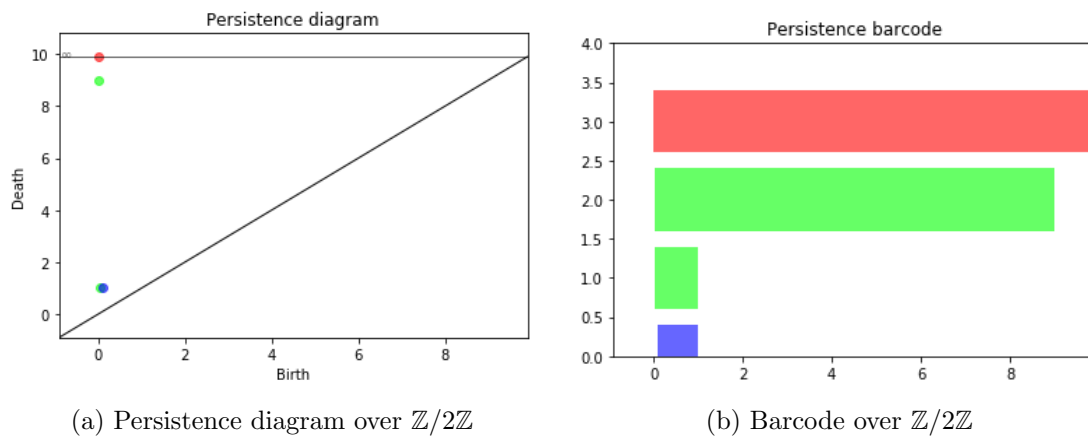 Persistence diagram
10
8
6
4
2
0
∞
Death
0 2 4 6 8
Birth
(a) Persistence diagram over ℤ/2ℤ
Persistence barcode
4.0
3.5
3.0
2.5
2.0
1.5
1.0
0.5
0.0
0 2 4 6 8
(b) Barcode over ℤ/2ℤ